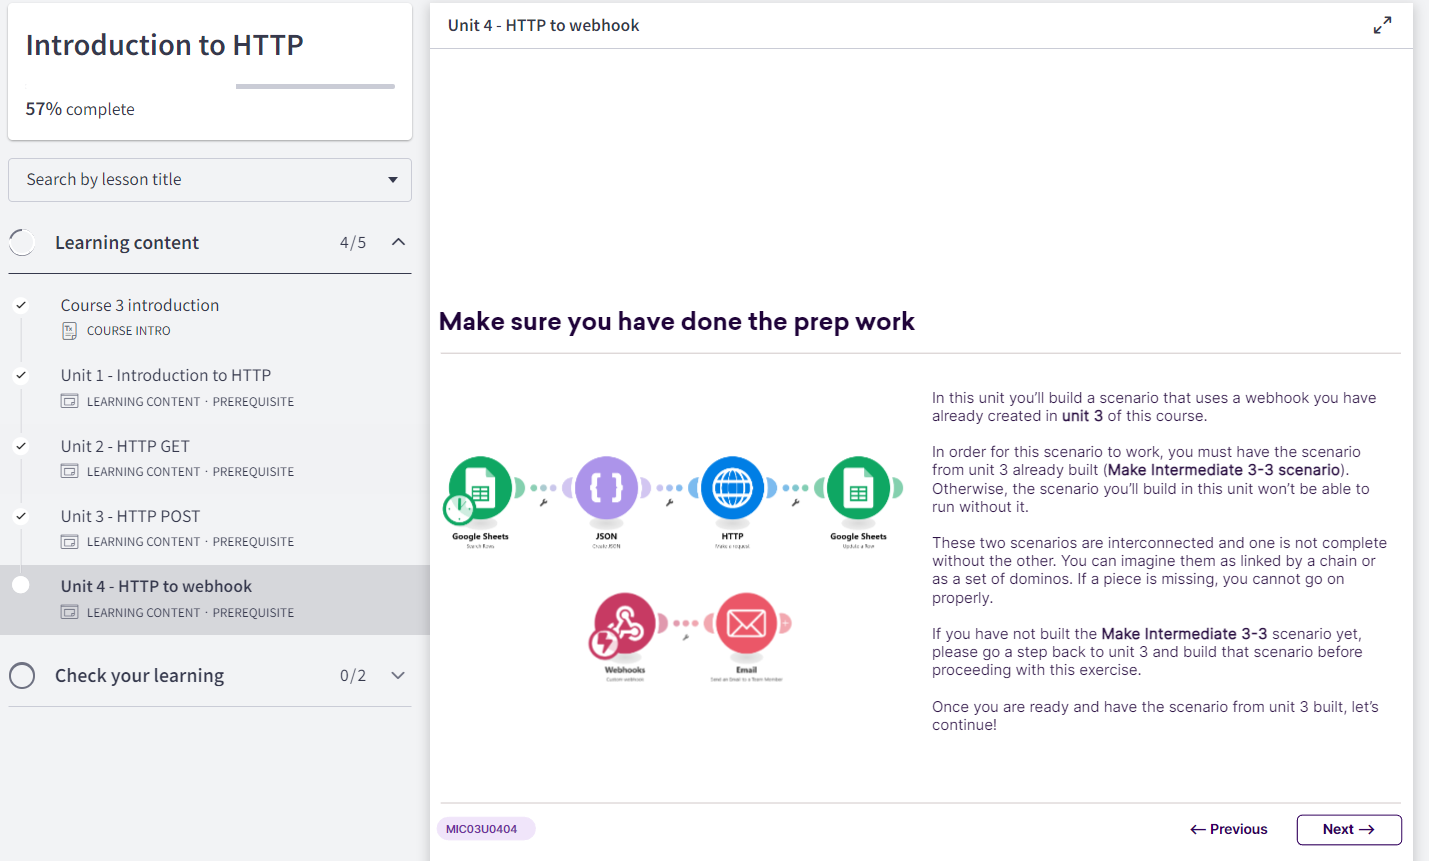 Introduction to HTTP
57% complete
Search by lesson title
Learning content 4/5
Course 3 introduction
COURSE INTRO
Unit 1 - Introduction to HTTP
LEARNING CONTENT · PREREQUISITE
Unit 2 - HTTP GET
LEARNING CONTENT · PREREQUISITE
Unit 3 - HTTP POST
LEARNING CONTENT · PREREQUISITE
Unit 4 - HTTP to webhook
LEARNING CONTENT · PREREQUISITE
Check your learning 0/2
Unit 4 - HTTP to webhook
Make sure you have done the prep work
Google Sheets
Search Rows
JSON
Create JSON
HTTP
Make a request
Google Sheets
Update a Row
Webhooks
Custom webhook
Email
Send an Email to a Team Member
In this unit you’ll build a scenario that uses a webhook you have
already created in unit 3 of this course.
In order for this scenario to work, you must have the scenario
from unit 3 already built (Make Intermediate 3-3 scenario).
Otherwise, the scenario you’ll build in this unit won’t be able to
run without it.
These two scenarios are interconnected and one is not complete
without the other. You can imagine them as linked by a chain or
as a set of dominos. If a piece is missing, you cannot go on
properly.
If you have not built the Make Intermediate 3-3 scenario yet,
please go a step back to unit 3 and build that scenario before
proceeding with this exercise.
Once you are ready and have the scenario from unit 3 built, let’s
continue!
MIC03U0404
← Previous
Next →